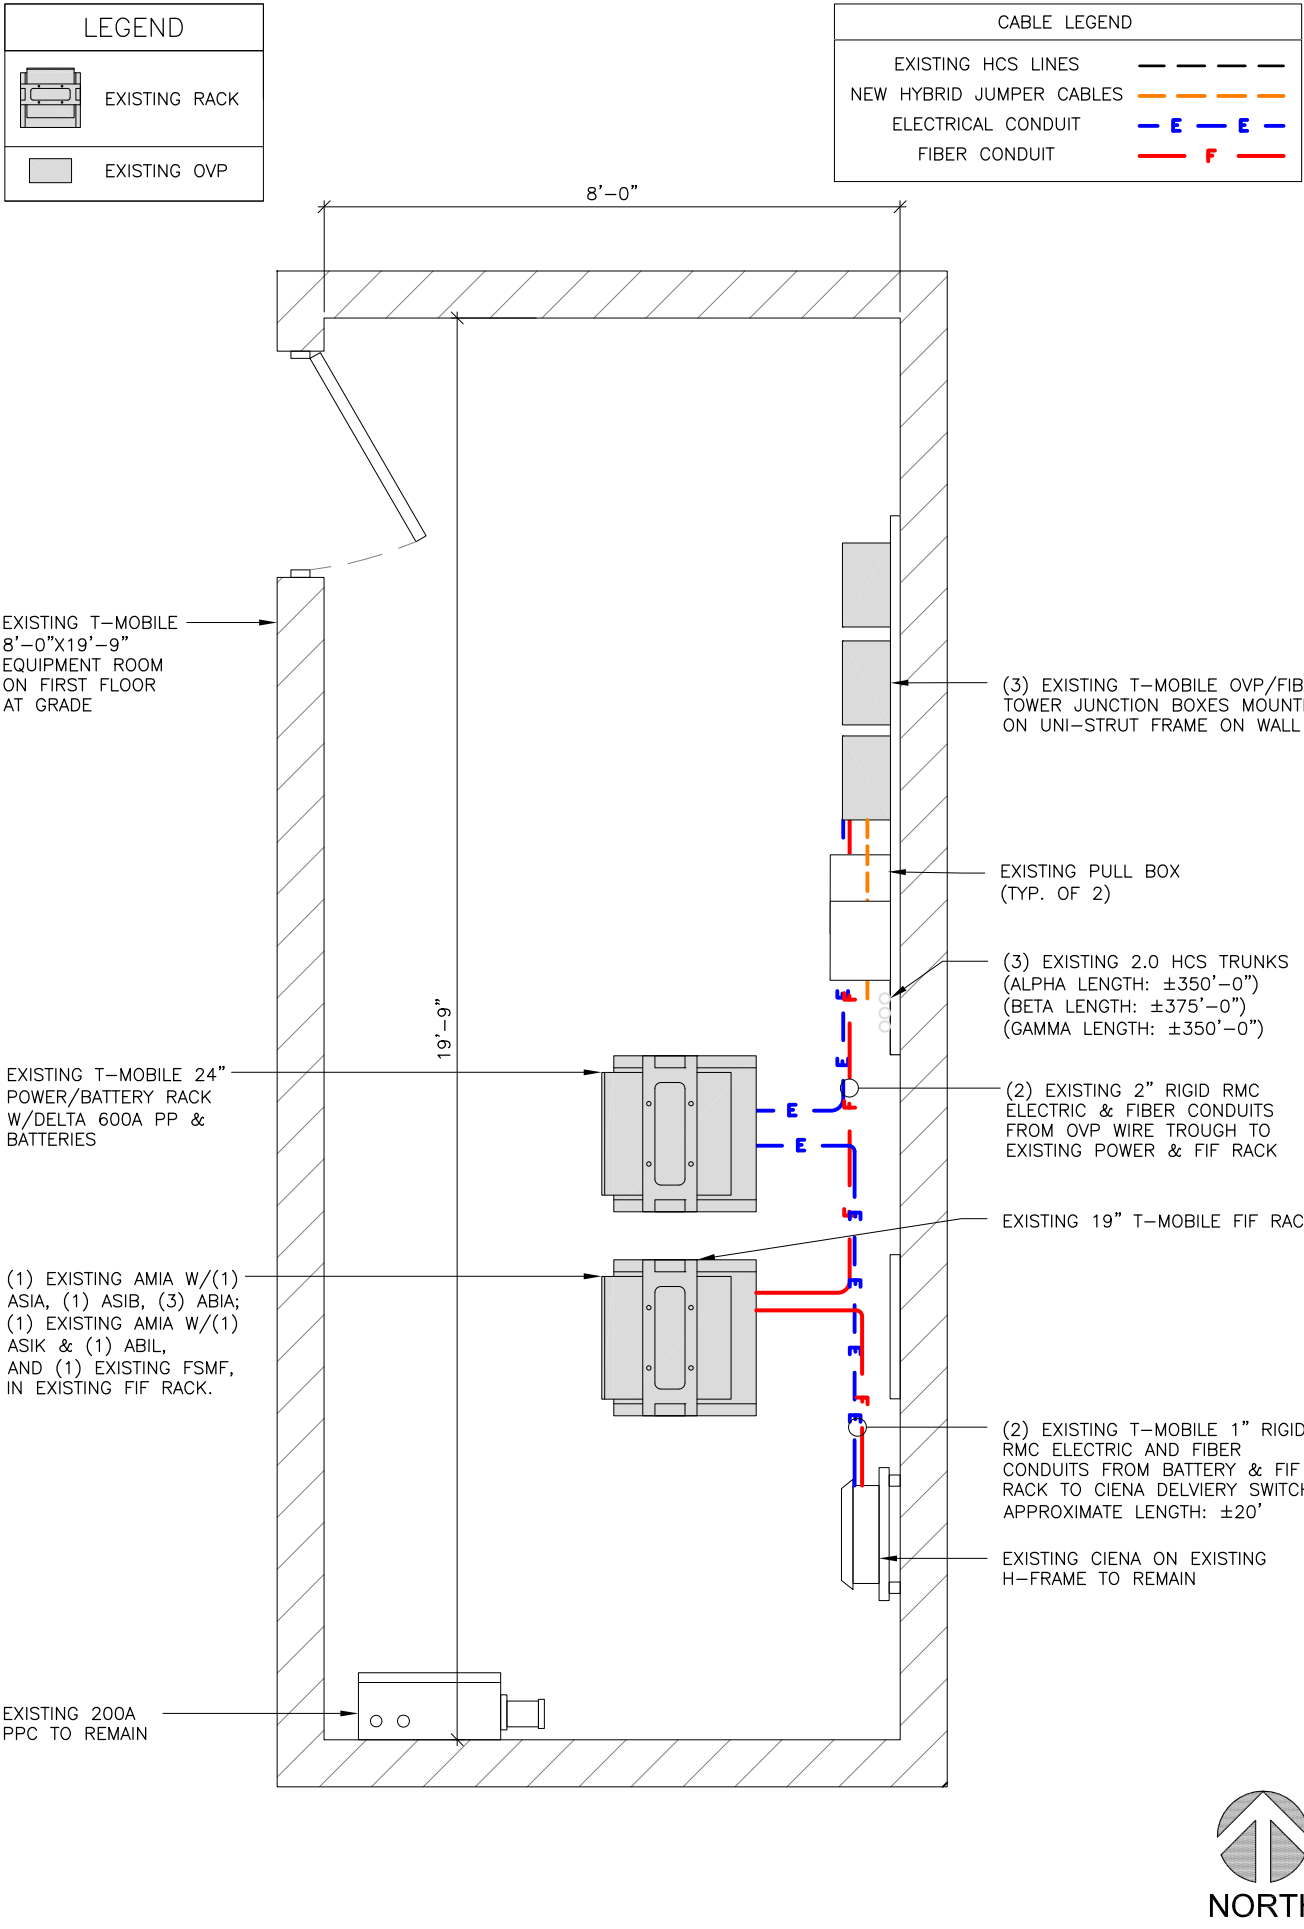 LEGEND
EXISTING RACK
EXISTING OVP
CABLE LEGEND
EXISTING HCS LINES
NEW HYBRID JUMPER CABLES
ELECTRICAL CONDUIT
E E
FIBER CONDUIT
F
8'-0"
19'-9"
EXISTING T-MOBILE
8'-0"X19'-9"
EQUIPMENT ROOM
ON FIRST FLOOR
AT GRADE
EXISTING T-MOBILE 24"
POWER/BATTERY RACK
W/DELTA 600A PP &
BATTERIES
(1) EXISTING AMIA W/(1)
ASIA, (1) ASIB, (3) ABIA;
(1) EXISTING AMIA W/(1)
ASIK & (1) ABIL,
AND (1) EXISTING FSMF,
IN EXISTING FIF RACK.
EXISTING 200A
PPC TO REMAIN
(3) EXISTING T-MOBILE OVP/FIB
TOWER JUNCTION BOXES MOUNT
ON UNI-STRUT FRAME ON WALL
EXISTING PULL BOX
(TYP. OF 2)
(3) EXISTING 2.0 HCS TRUNKS
(ALPHA LENGTH: ±350'-0")
(BETA LENGTH: ±375'-0")
(GAMMA LENGTH: ±350'-0")
(2) EXISTING 2" RIGID RMC
ELECTRIC & FIBER CONDUITS
FROM OVP WIRE TROUGH TO
EXISTING POWER & FIF RACK
EXISTING 19" T-MOBILE FIF RAC
(2) EXISTING T-MOBILE 1" RIGID
RMC ELECTRIC AND FIBER
CONDUITS FROM BATTERY & FIF
RACK TO CIENA DELVIERY SWITCH
APPROXIMATE LENGTH: ±20'
EXISTING CIENA ON EXISTING
H-FRAME TO REMAIN
E
F
E
E
F
E
F
E
E
E
F
E
NORTH